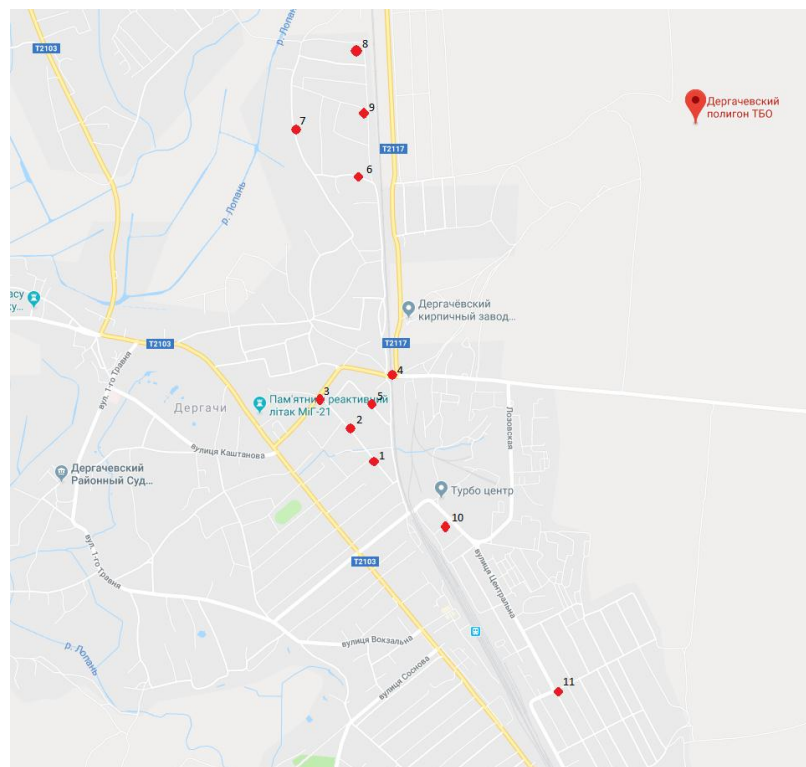 8
р. Лопань
T2103
9
Дергачевский
полигон ТБО
7
T2117
6
р. Лопань
Дергачёвский
кирпичный завод...
T2103
T2117
4
вул. 1-го Травня
3
Пам'ятник реактивний
літак МіГ-21
5
Дергачи
2
Лозовская
вулиця Каштанова
1
Дергачевский
Районный Суд...
Турбо центр
10
T2103
вул. 1-го Травня
вулиця Центральна
вулиця Вокзальна
р. Лопань
вулиця Соснова
11